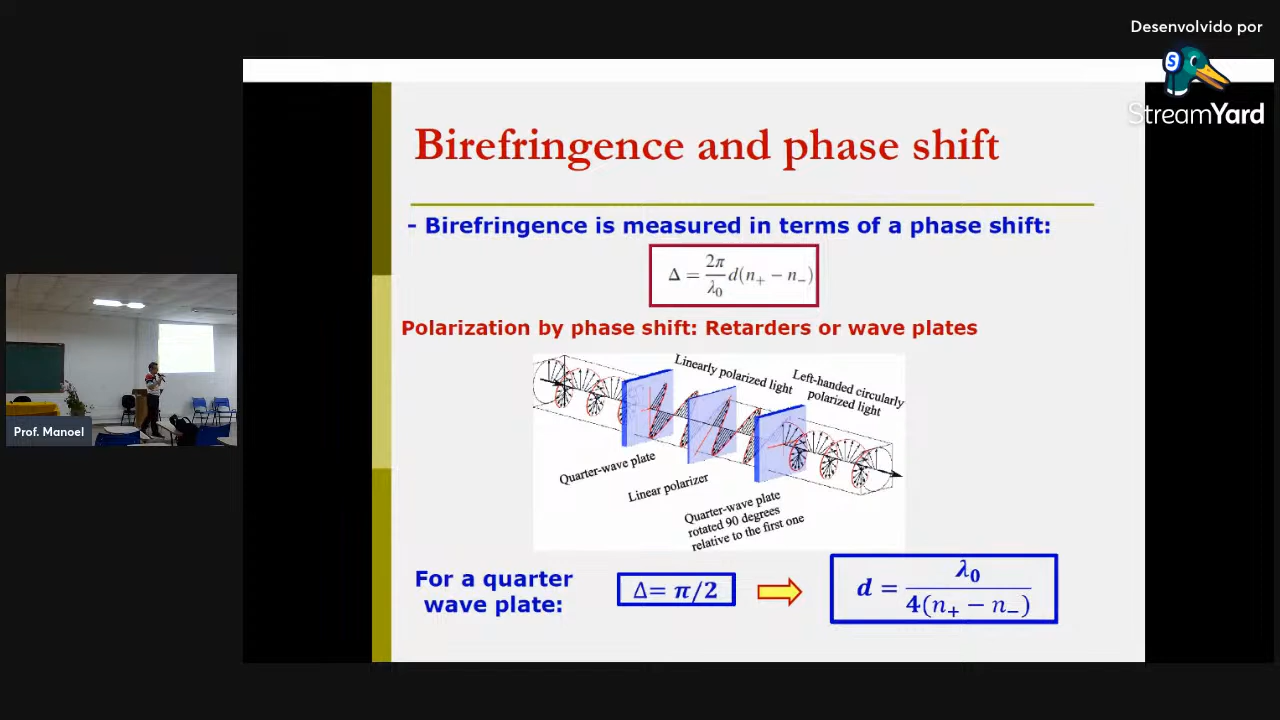 Desenvolvido por
StreamYard
Birefringence and phase shift
- Birefringence is measured in terms of a phase shift:
Δ = 2π/λ₀ d(n₊ − n₋)
Polarization by phase shift: Retarders or wave plates
Linearly polarized light
Left-handed circularly
polarized light
Quarter-wave plate
Linear polarizer
Quarter-wave plate
rotated 90 degrees
relative to the first one
For a quarter
wave plate:
Δ= π/2
d = λ₀/4(n₊ − n₋)
Prof. Manoel